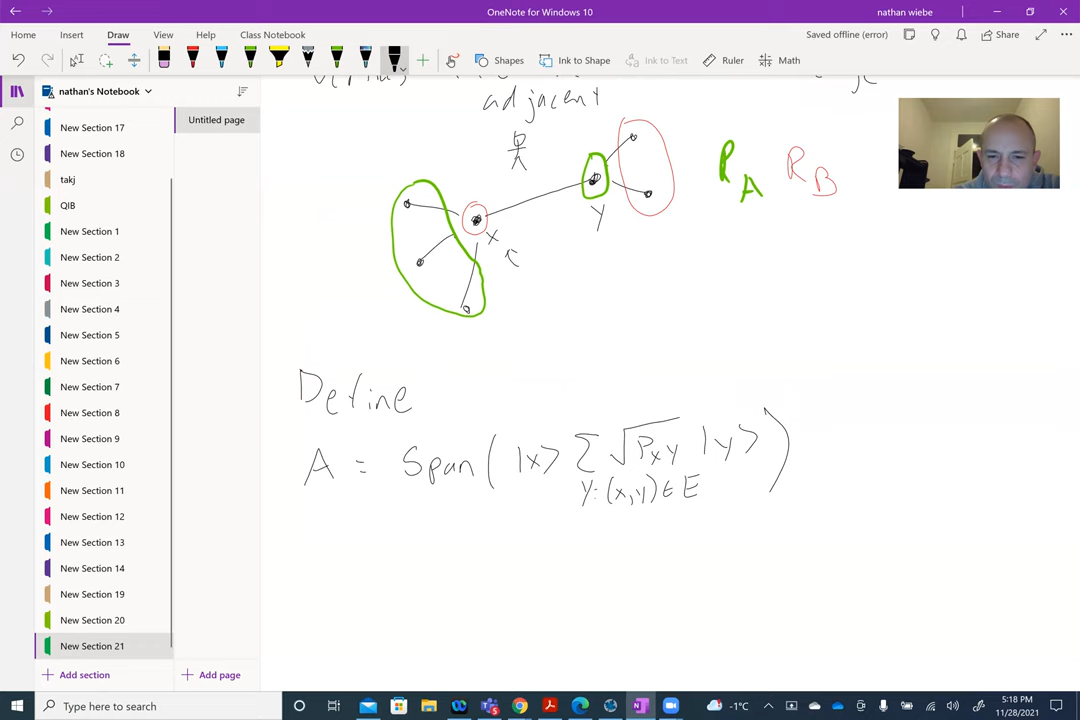 OneNote for Windows 10
nathan wiebe
Home Insert Draw View Help Class Notebook
Saved offline (error) Share
Shapes Ink to Shape Ink to Text Ruler Math
nathan's Notebook
Untitled page
New Section 17
New Section 18
takj
QIB
New Section 1
New Section 2
New Section 3
New Section 4
New Section 5
New Section 6
New Section 7
New Section 8
New Section 9
New Section 10
New Section 11
New Section 12
New Section 13
New Section 14
New Section 19
New Section 20
New Section 21
Add section Add page
adjacent
R_A R_B
y
x
Define
A = Span( |x> ∑ √P_xy |y> )
y:(x,y)∈E
Type here to search
-1°C
5:18 PM
11/28/2021